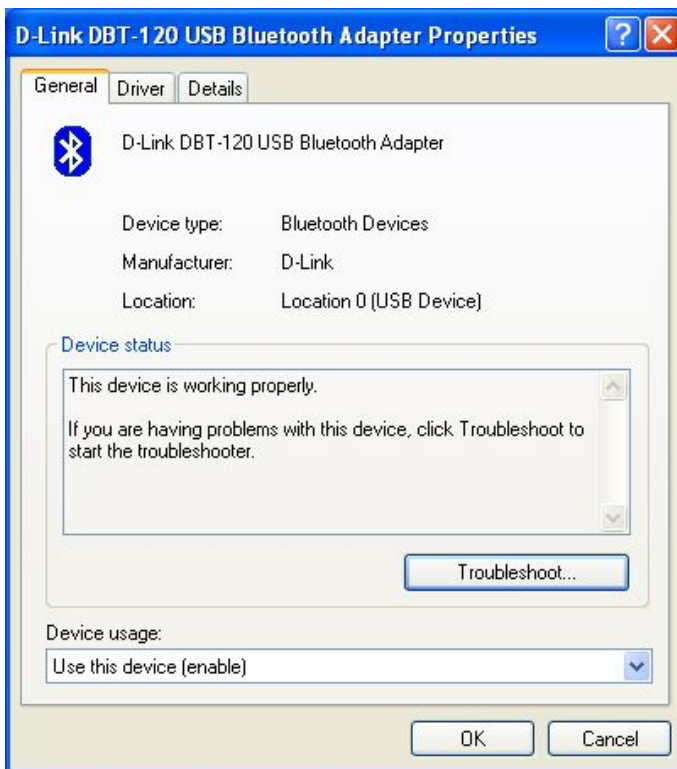 D-Link DBT-120 USB Bluetooth Adapter Properties
General Driver Details
D-Link DBT-120 USB Bluetooth Adapter
Device type: Bluetooth Devices
Manufacturer: D-Link
Location: Location 0 (USB Device)
Device status
This device is working properly.
If you are having problems with this device, click Troubleshoot to
start the troubleshooter.
Troubleshoot...
Device usage:
Use this device (enable)
OK Cancel